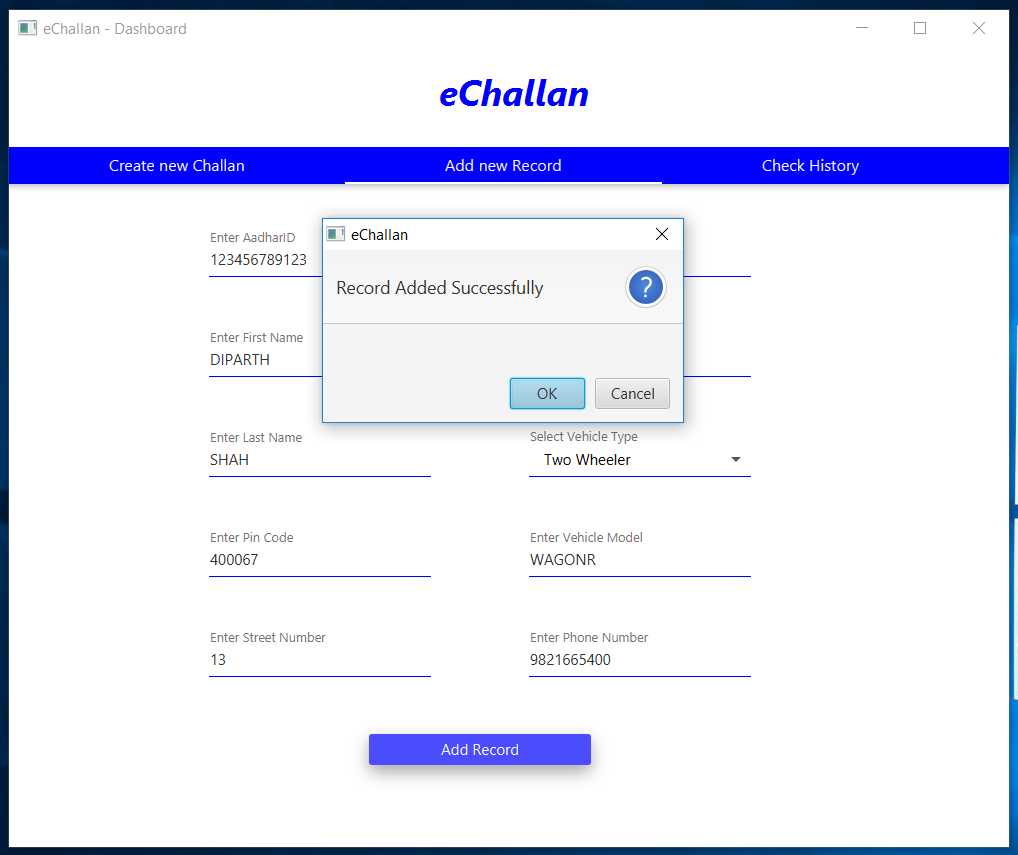 eChallan - Dashboard
eChallan
Create new Challan
Add new Record
Check History
Enter AadharID
123456789123
eChallan
Record Added Successfully
?
OK
Cancel
Enter First Name
DIPARTH
Enter Last Name
SHAH
Select Vehicle Type
Two Wheeler
Enter Pin Code
400067
Enter Vehicle Model
WAGONR
Enter Street Number
13
Enter Phone Number
9821665400
Add Record